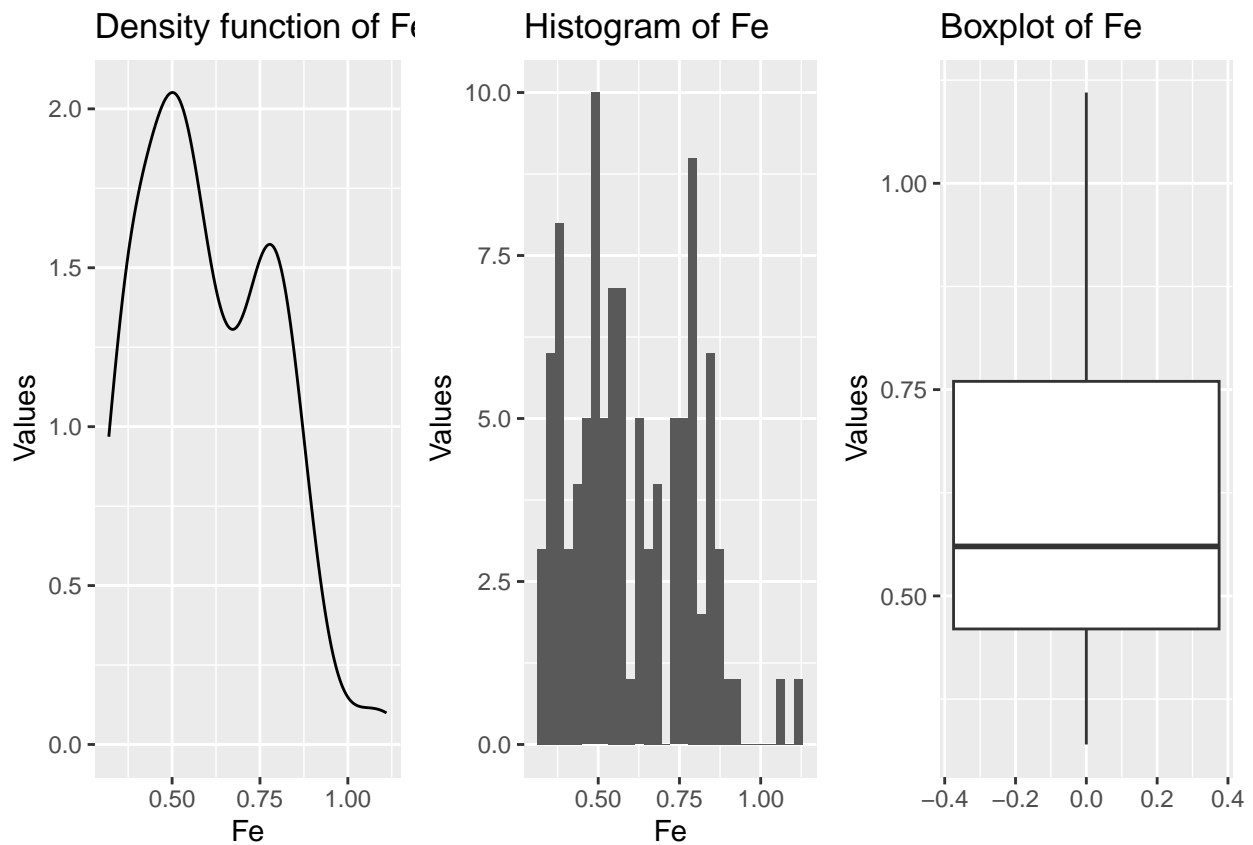 Density function of Fe
Values
2.0
1.5
1.0
0.5
0.0
0.50 0.75 1.00
Fe
Histogram of Fe
Values
10.0
7.5
5.0
2.5
0.0
0.50 0.75 1.00
Fe
Boxplot of Fe
Values
1.00
0.75
0.50
−0.4 −0.2 0.0 0.2 0.4